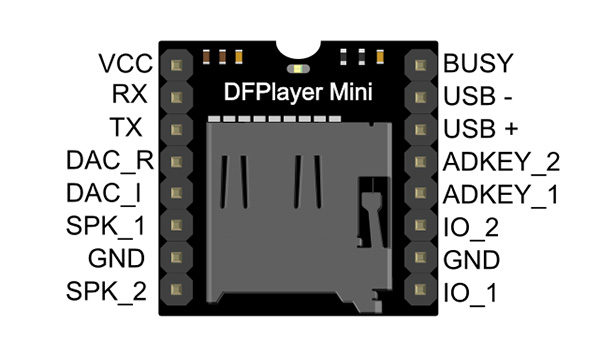 VCC
RX
TX
DAC_R
DAC_I
SPK_1
GND
SPK_2
DFPlayer Mini
BUSY
USB -
USB +
ADKEY_2
ADKEY_1
IO_2
GND
IO_1